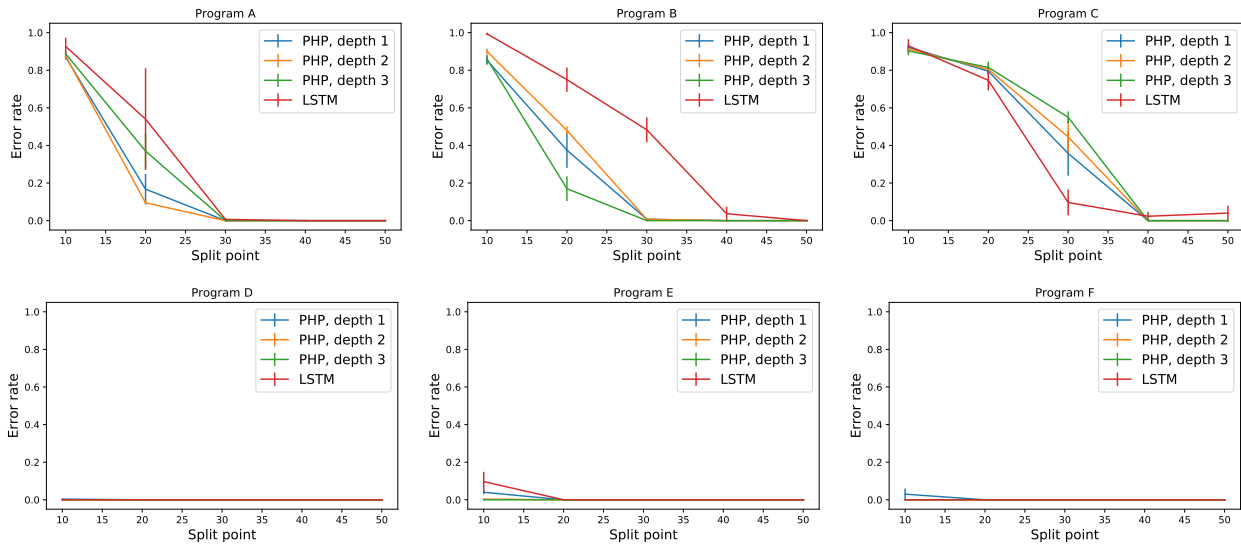 Program A
1.0
0.8
0.6
0.4
0.2
0.0
Error rate
PHP, depth 1
PHP, depth 2
PHP, depth 3
LSTM
10 15 20 25 30 35 40 45 50
Split point
Program B
1.0
0.8
0.6
0.4
0.2
0.0
Error rate
PHP, depth 1
PHP, depth 2
PHP, depth 3
LSTM
10 15 20 25 30 35 40 45 50
Split point
Program C
1.0
0.8
0.6
0.4
0.2
0.0
Error rate
PHP, depth 1
PHP, depth 2
PHP, depth 3
LSTM
10 15 20 25 30 35 40 45 50
Split point
Program D
1.0
0.8
0.6
0.4
0.2
0.0
Error rate
PHP, depth 1
PHP, depth 2
PHP, depth 3
LSTM
10 15 20 25 30 35 40 45 50
Split point
Program E
1.0
0.8
0.6
0.4
0.2
0.0
Error rate
PHP, depth 1
PHP, depth 2
PHP, depth 3
LSTM
10 15 20 25 30 35 40 45 50
Split point
Program F
1.0
0.8
0.6
0.4
0.2
0.0
Error rate
PHP, depth 1
PHP, depth 2
PHP, depth 3
LSTM
10 15 20 25 30 35 40 45 50
Split point